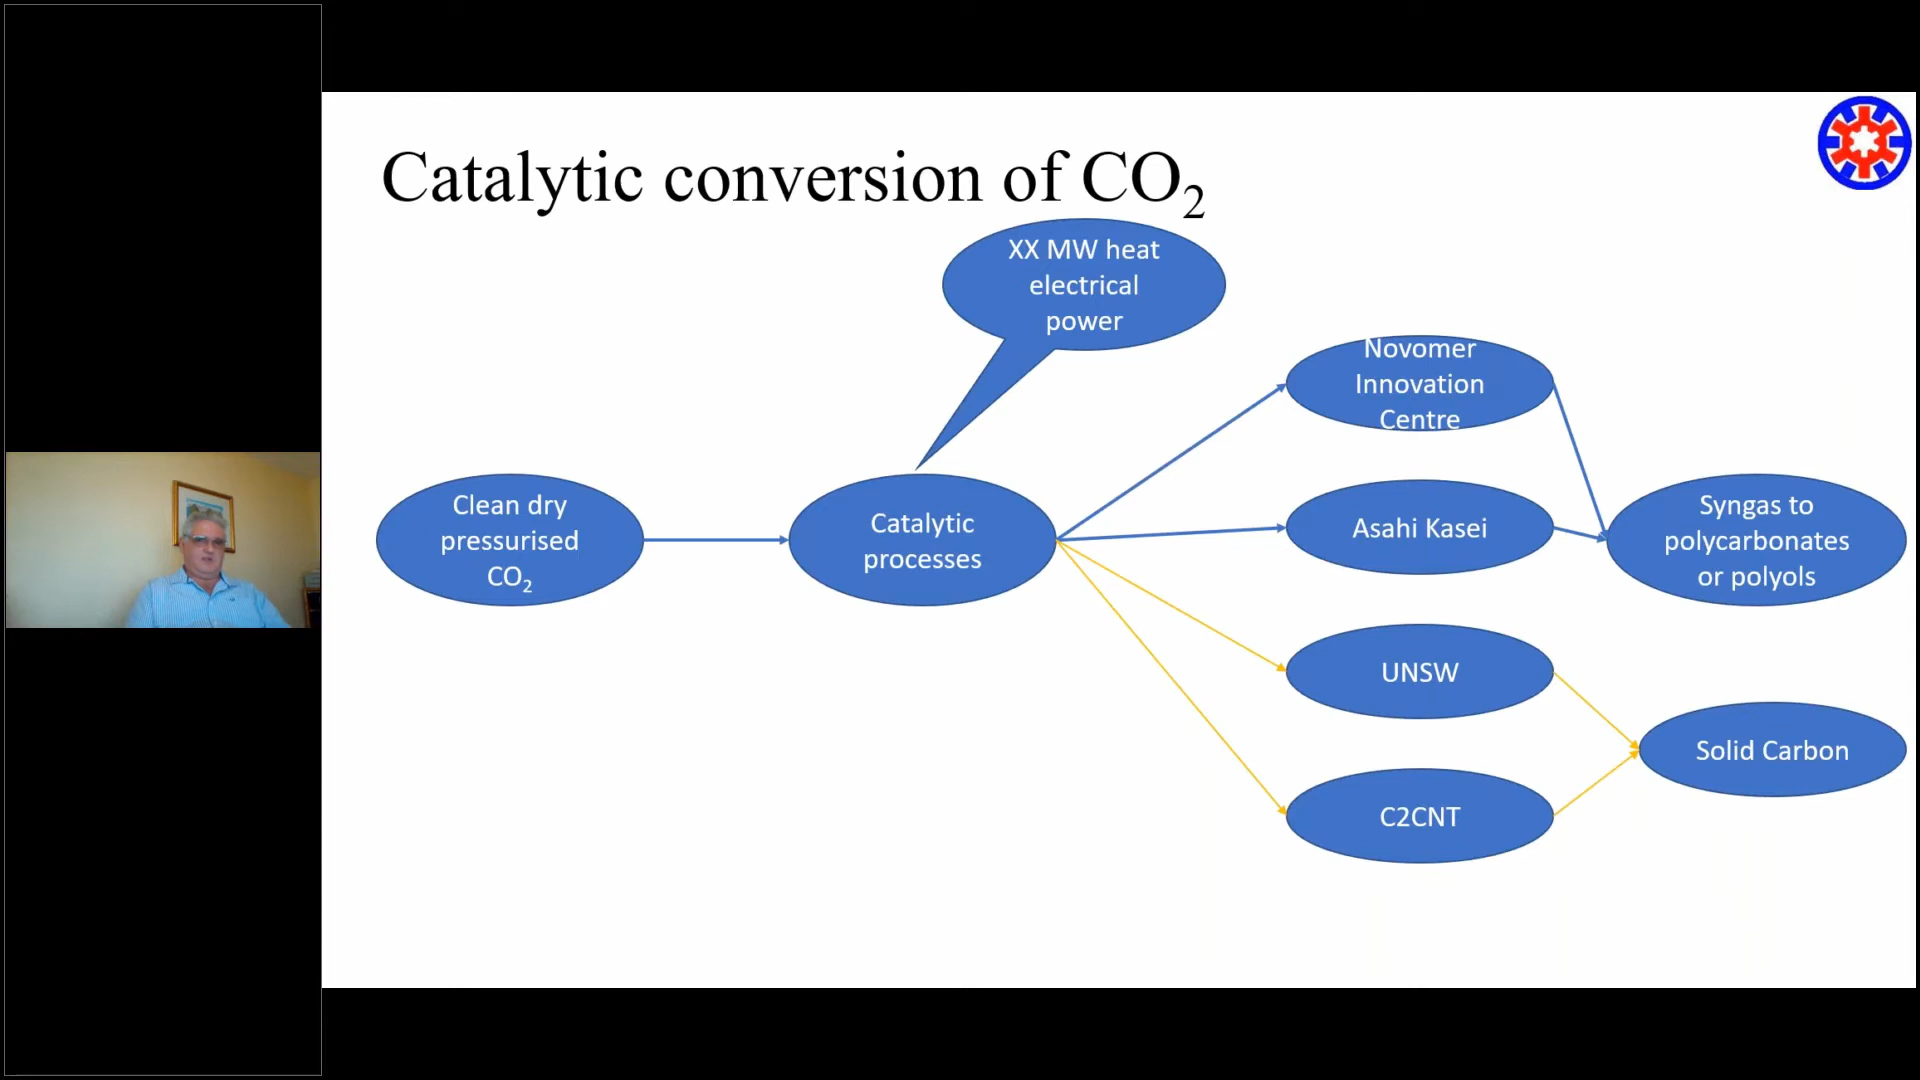 Catalytic conversion of CO₂
XX MW heat
electrical
power
Novomer
Innovation
Centre
Clean dry
pressurised
CO₂
Catalytic
processes
Asahi Kasei
Syngas to
polycarbonates
or polyols
UNSW
Solid Carbon
C2CNT